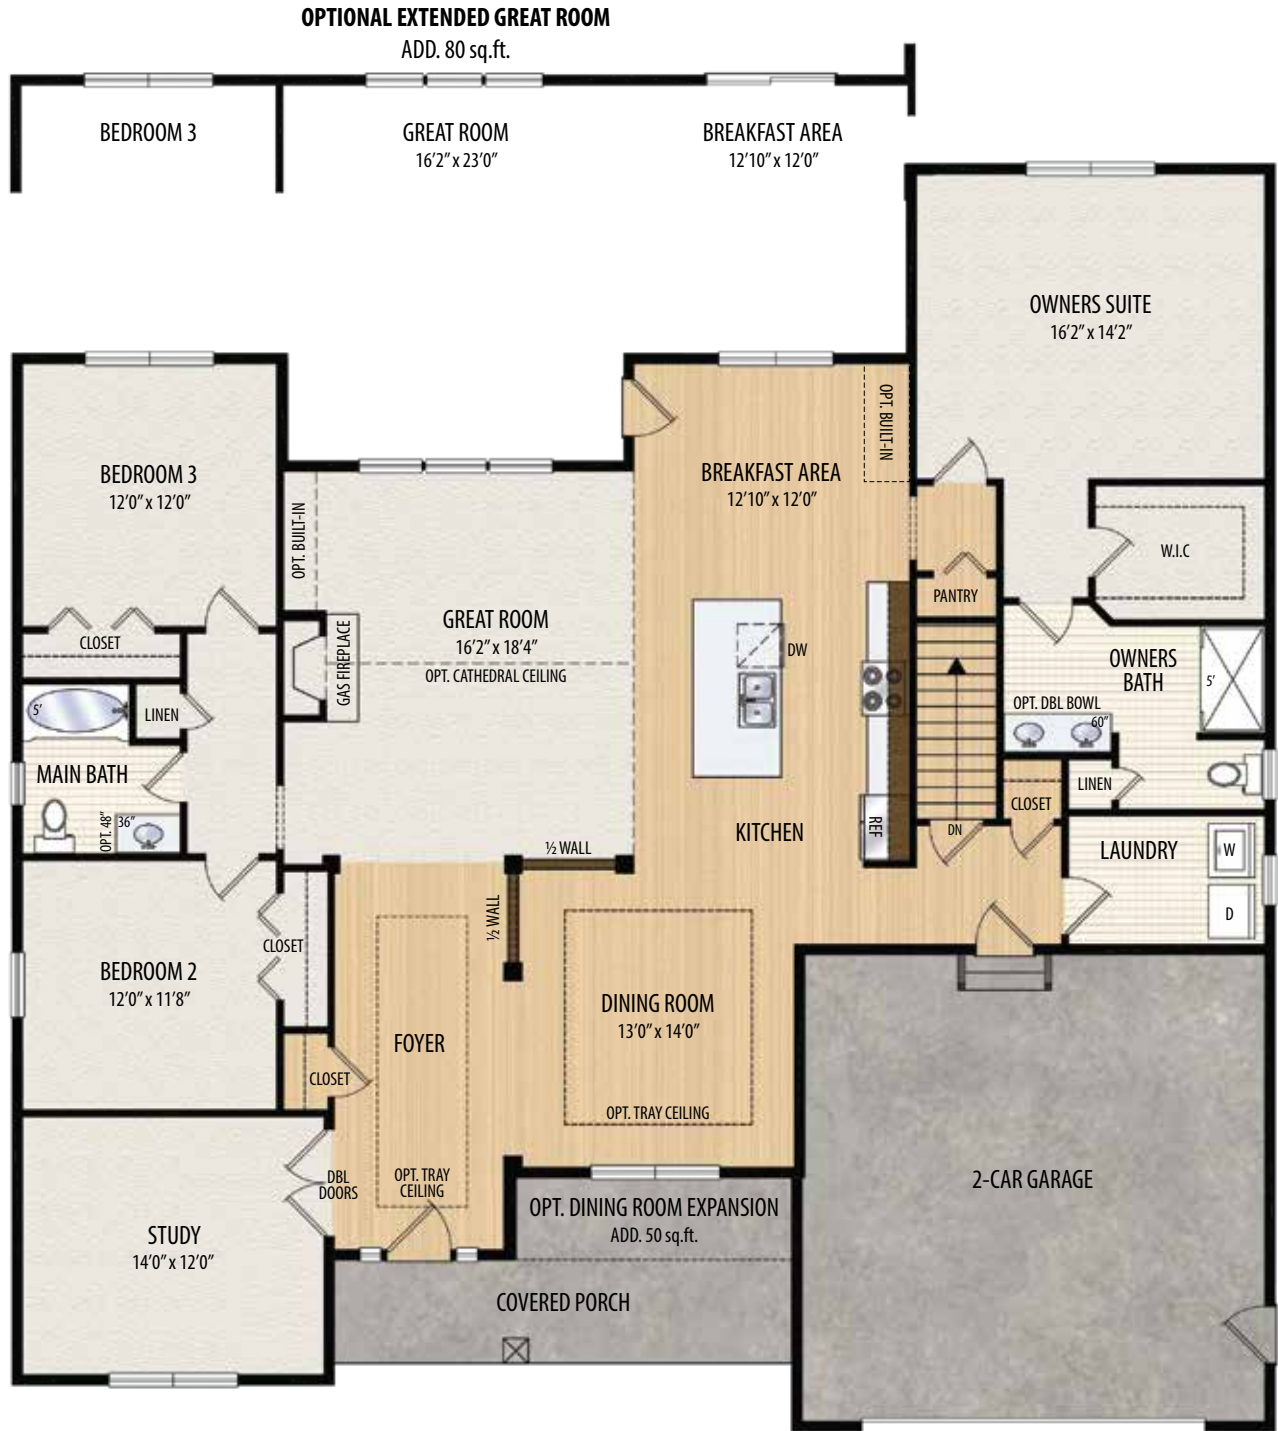 OPTIONAL EXTENDED GREAT ROOM
ADD. 80 sq.ft.
BEDROOM 3
GREAT ROOM
16'2" x 23'0"
BREAKFAST AREA
12'10" x 12'0"
OWNERS SUITE
16'2" x 14'2"
BEDROOM 3
12'0" x 12'0"
OPT. BUILT-IN
BREAKFAST AREA
12'10" x 12'0"
OPT. BUILT-IN
W.I.C
PANTRY
CLOSET
GREAT ROOM
16'2" x 18'4"
OPT. CATHEDRAL CEILING
GAS FIREPLACE
DW
OWNERS
BATH
5'
OPT. DBL BOWL
60"
5'
LINEN
MAIN BATH
OPT. 48"
36"
LINEN
CLOSET
KITCHEN
REF
DN
LAUNDRY
W
D
½ WALL
½ WALL
CLOSET
BEDROOM 2
12'0" x 11'8"
DINING ROOM
13'0" x 14'0"
OPT. TRAY CEILING
FOYER
CLOSET
OPT. TRAY
CEILING
DBL
DOORS
2-CAR GARAGE
OPT. DINING ROOM EXPANSION
ADD. 50 sq.ft.
STUDY
14'0" x 12'0"
COVERED PORCH